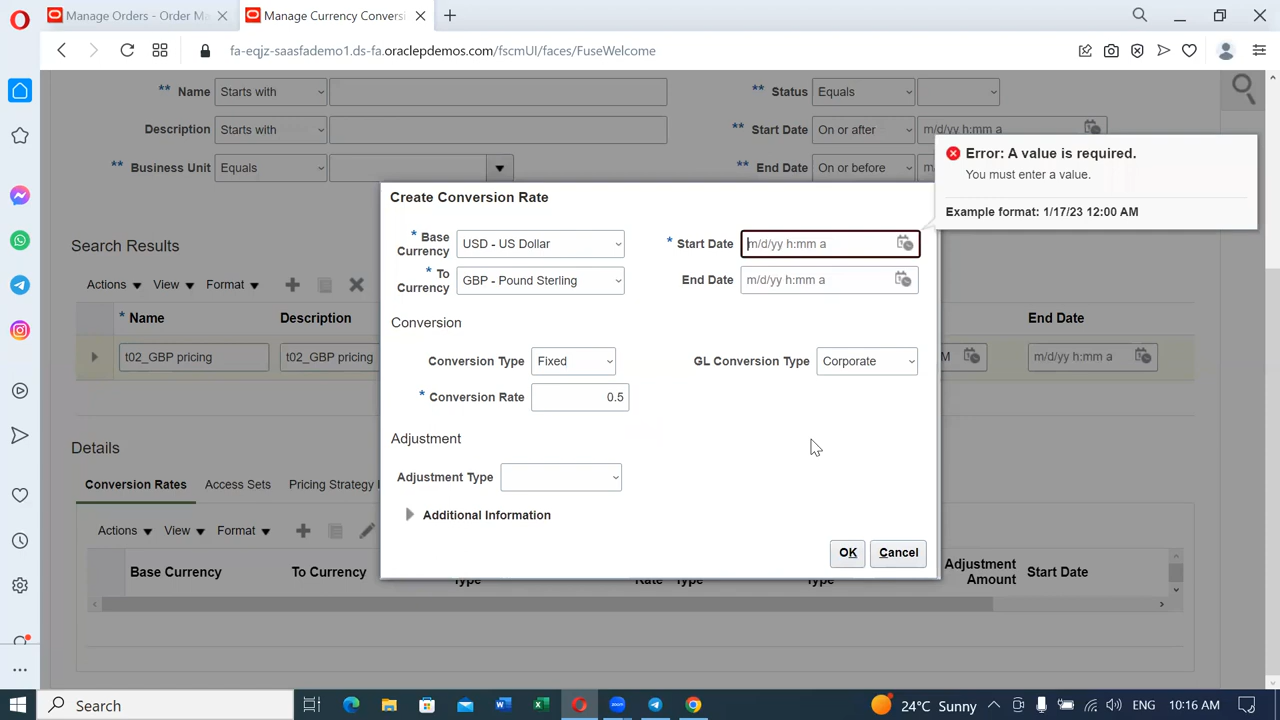 Manage Orders - Order M
Manage Currency Conversi
fa-eqjz-saasfademo1.ds-fa.oraclepdemos.com/fscmUI/faces/FuseWelcome
** Name Starts with ** Status Equals
Description Starts with ** Start Date On or after m/d/yy h:mm a
** Business Unit Equals ** End Date On or before
Error: A value is required.
You must enter a value.
Example format: 1/17/23 12:00 AM
Create Conversion Rate
* Base Currency USD - US Dollar * Start Date m/d/yy h:mm a
* To Currency GBP - Pound Sterling End Date m/d/yy h:mm a
Conversion
Conversion Type Fixed GL Conversion Type Corporate
* Conversion Rate 0.5
Adjustment
Adjustment Type
Additional Information
OK Cancel
Search Results
Actions View Format
* Name Description End Date
t02_GBP pricing t02_GBP pricing M m/d/yy h:mm a
Details
Conversion Rates Access Sets Pricing Strategy
Actions View Format
Base Currency To Currency Type Rate Type Type Adjustment Amount Start Date
Search 24°C Sunny 10:16 AM